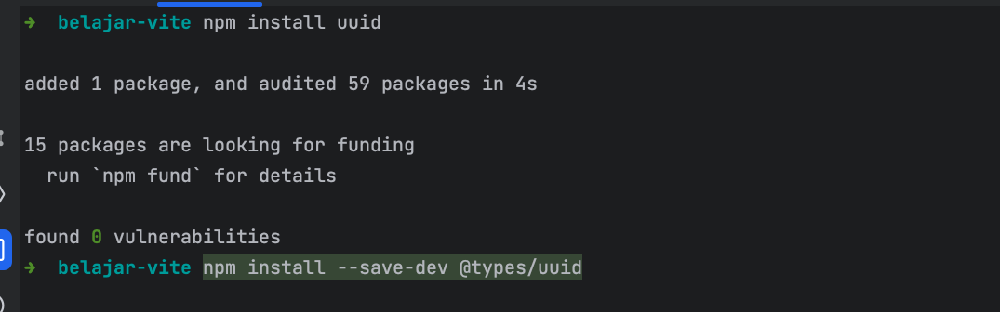 → belajar-vite npm install uuid
added 1 package, and audited 59 packages in 4s
15 packages are looking for funding
run `npm fund` for details
found 0 vulnerabilities
→ belajar-vite npm install --save-dev @types/uuid